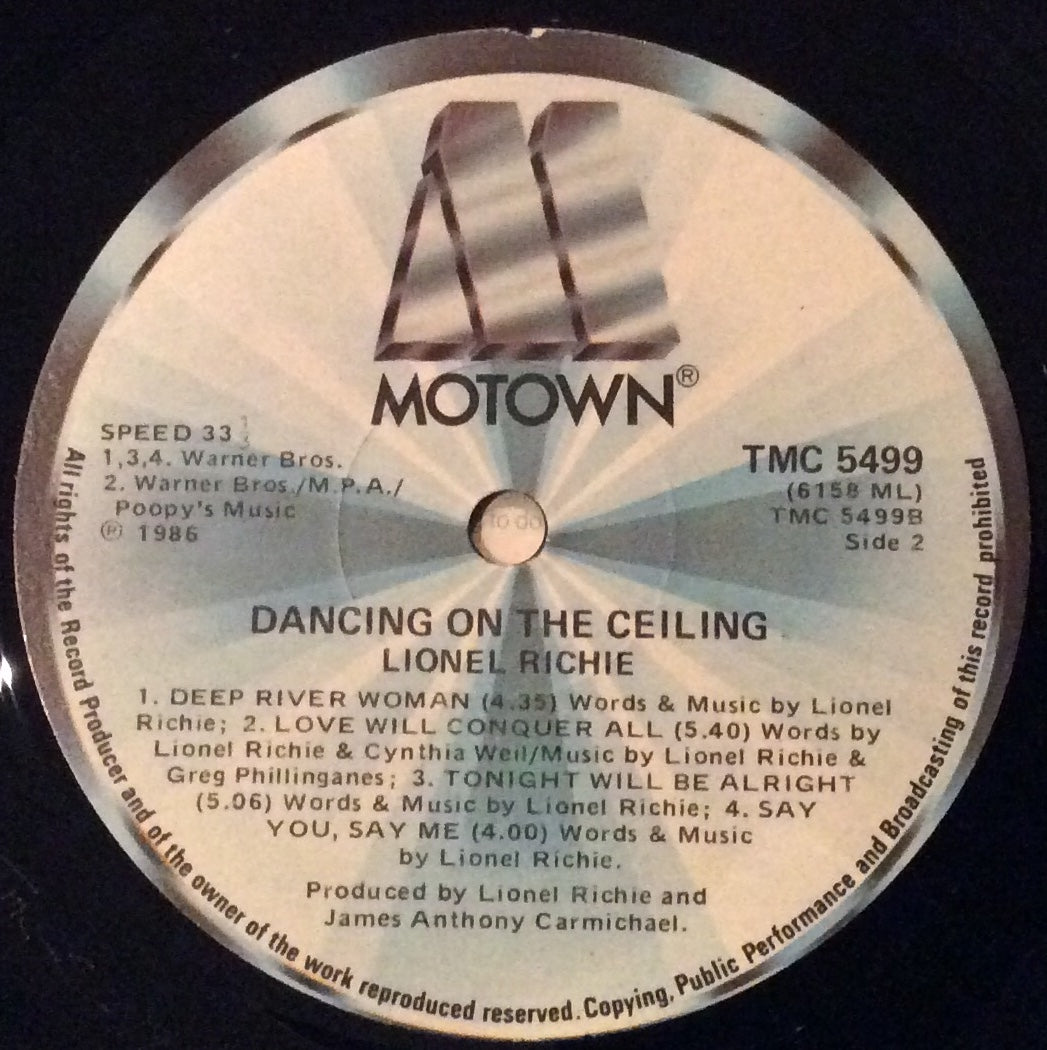 MOTOWN®
SPEED 33⅓
1,3,4. Warner Bros.
2. Warner Bros./M.P.A./
Poopy's Music
℗ 1986
TMC 5499
(6158 ML)
TMC 5499B
Side 2
to do
DANCING ON THE CEILING
LIONEL RICHIE
1. DEEP RIVER WOMAN (4.35) Words & Music by Lionel
Richie; 2. LOVE WILL CONQUER ALL (5.40) Words by
Lionel Richie & Cynthia Weil/Music by Lionel Richie &
Greg Phillinganes; 3. TONIGHT WILL BE ALRIGHT
(5.06) Words & Music by Lionel Richie; 4. SAY
YOU, SAY ME (4.00) Words & Music
by Lionel Richie.
Produced by Lionel Richie and
James Anthony Carmichael.
All rights of the Record Producer and of the owner of the work reproduced reserved. Copying, Public Performance and Broadcasting of this record prohibited